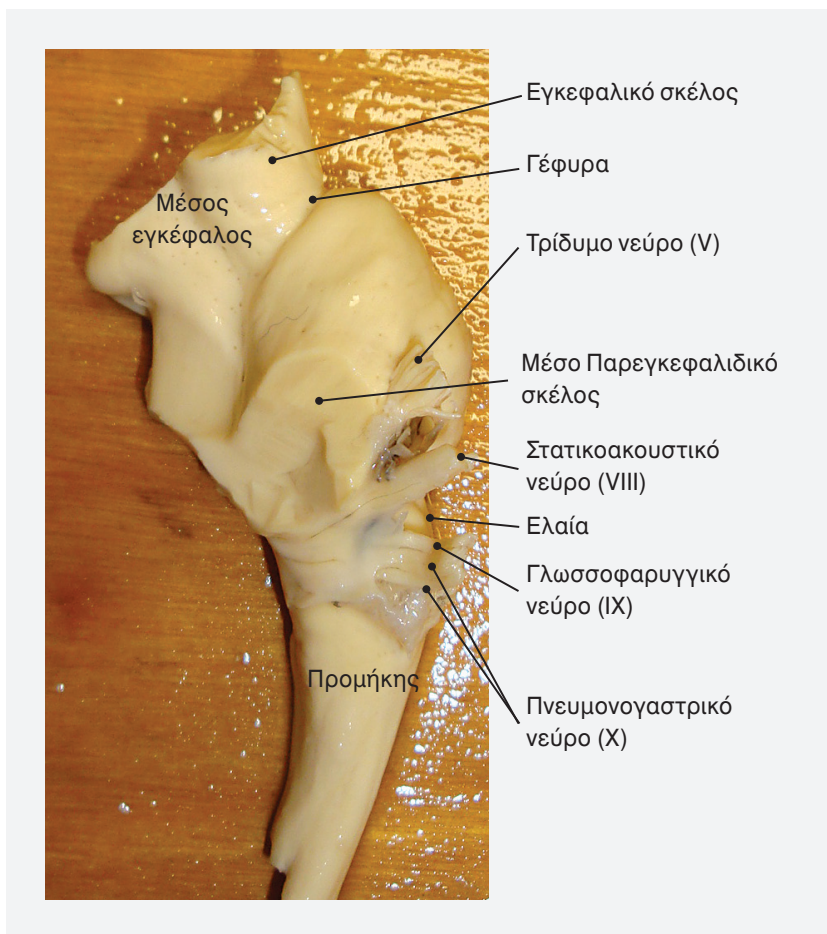 Εγκεφαλικό σκέλος
Γέφυρα
Μέσος
εγκέφαλος
Τρίδυμο νεύρο (V)
Μέσο Παρεγκεφαλιδικό
σκέλος
Στατικοακουστικό
νεύρο (VIII)
Ελαία
Γλωσσοφαρυγγικό
νεύρο (IX)
Προμήκης
Πνευμονογαστρικό
νεύρο (X)